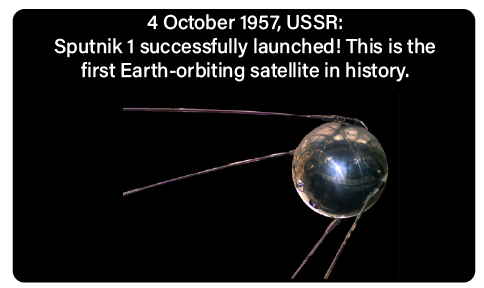 4 October 1957, USSR:
Sputnik 1 successfully launched! This is the
first Earth-orbiting satellite in history.